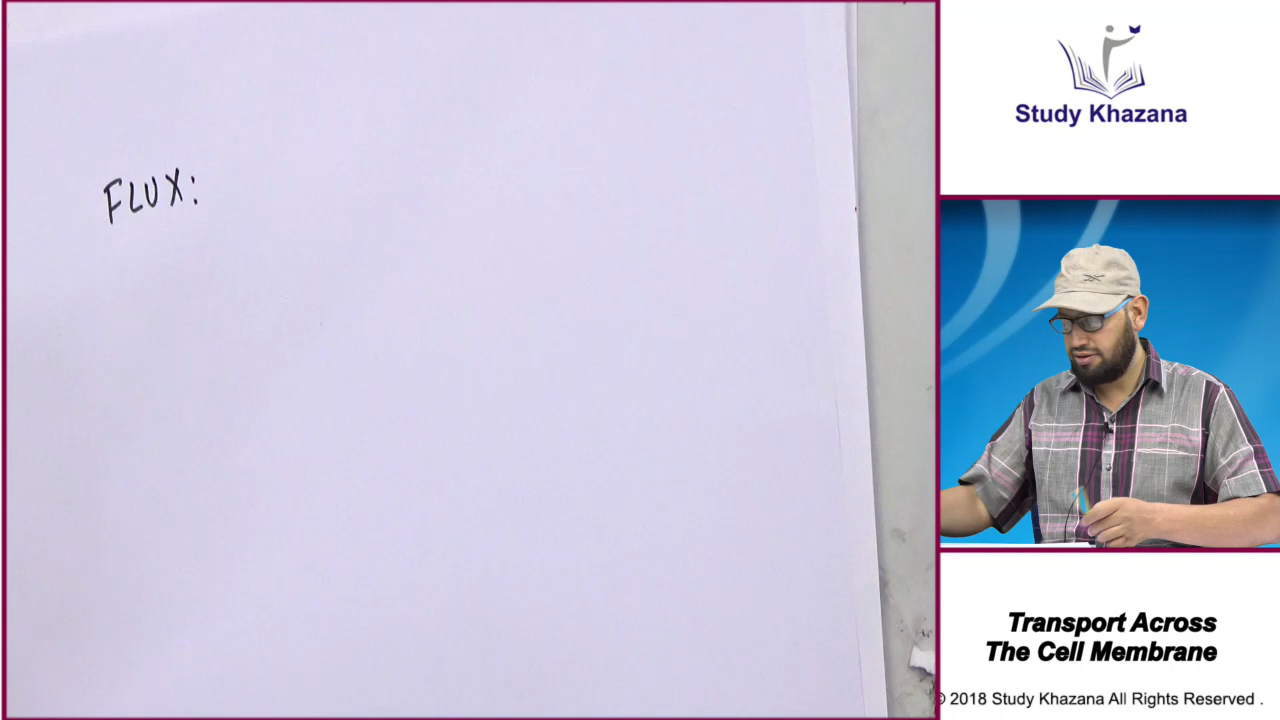 FLUX:
Study Khazana
Transport Across
The Cell Membrane
© 2018 Study Khazana All Rights Reserved .